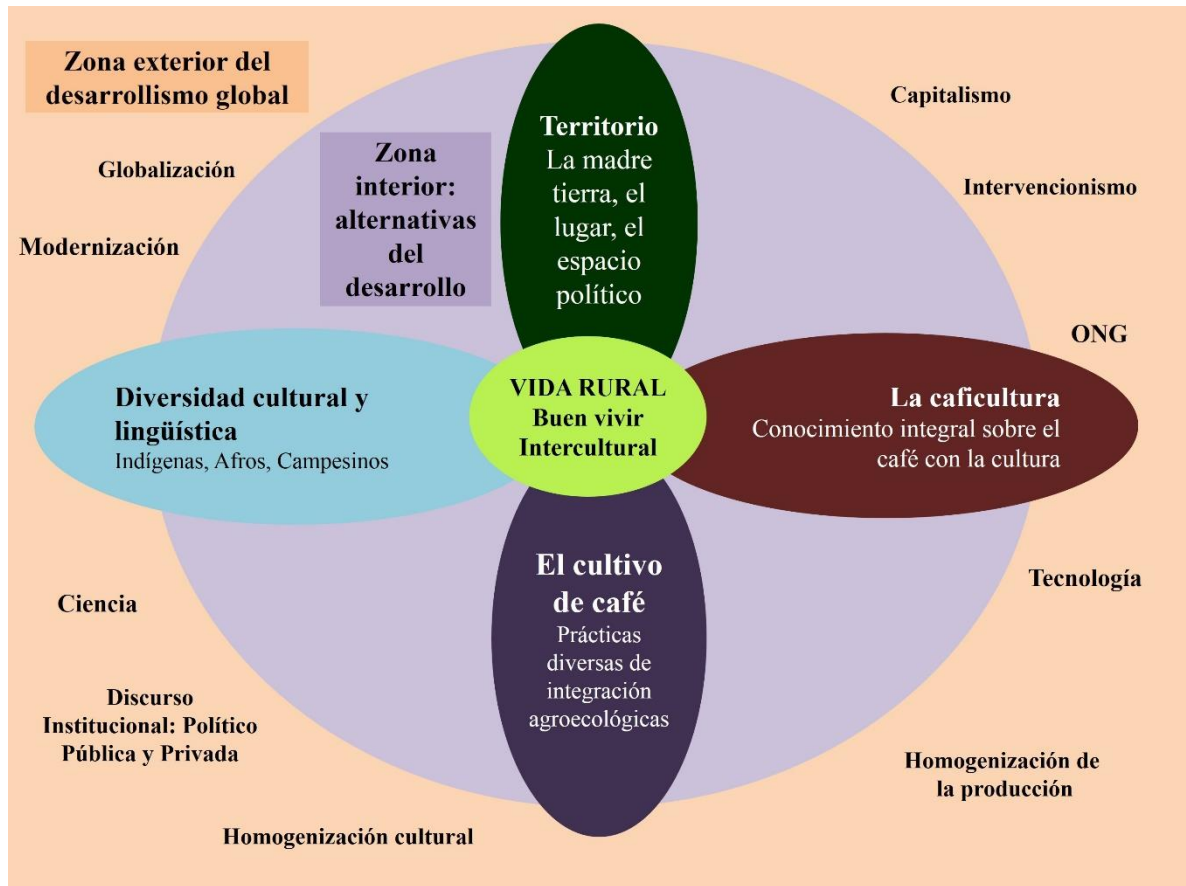 Zona exterior del
desarrollismo global
Globalización
Modernización
Zona
interior:
alternativas
del
desarrollo
Territorio
La madre
tierra, el
lugar, el
espacio
político
Capitalismo
Intervencionismo
ONG
Diversidad cultural y
lingüística
Indígenas, Afros, Campesinos
VIDA RURAL
Buen vivir
Intercultural
La caficultura
Conocimiento integral sobre el
café con la cultura
El cultivo
de café
Prácticas
diversas de
integración
agroecológicas
Ciencia
Discurso
Institucional: Político
Pública y Privada
Homogenización cultural
Tecnología
Homogenización de
la producción